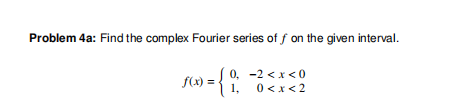 Problem 4a: Find the complex Fourier series of f on the given interval.
f(x) = { 0, −2 < x < 0
1, 0 < x < 2